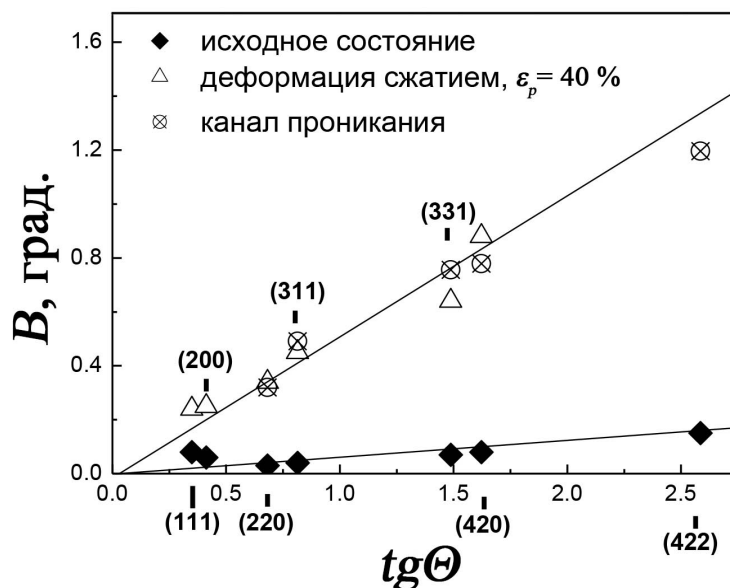 1.6
исходное состояние
деформация сжатием, εp = 40 %
канал проникания
1.2
(331)
B, град.
0.8
(311)
(200)
0.4
0.0
0.0 0.5 1.0 1.5 2.0 2.5
(111) (220) (420) (422)
tgΘ